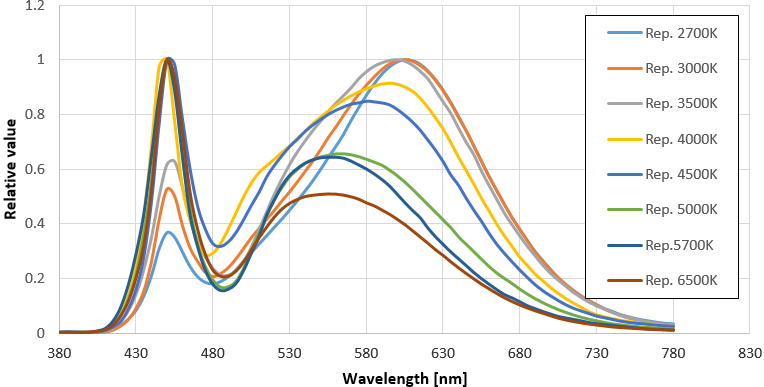 1.2
1
0.8
0.6
0.4
0.2
0
Relative value
380 430 480 530 580 630 680 730 780 830
Wavelength [nm]
Rep. 2700K
Rep. 3000K
Rep. 3500K
Rep. 4000K
Rep. 4500K
Rep. 5000K
Rep.5700K
Rep. 6500K